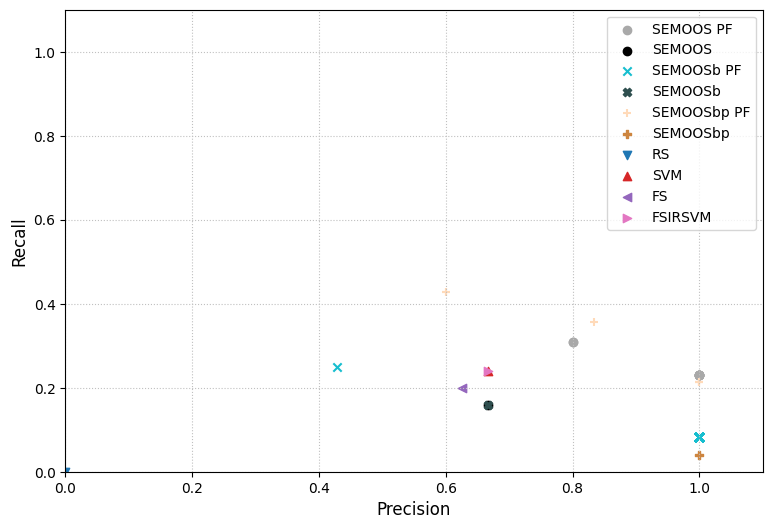 SEMOOS PF
SEMOOS
SEMOOSb PF
SEMOOSb
SEMOOSbp PF
SEMOOSbp
RS
SVM
FS
FSIRSVM
1.0
0.8
0.6
0.4
0.2
0.0
Recall
0.0 0.2 0.4 0.6 0.8 1.0
Precision